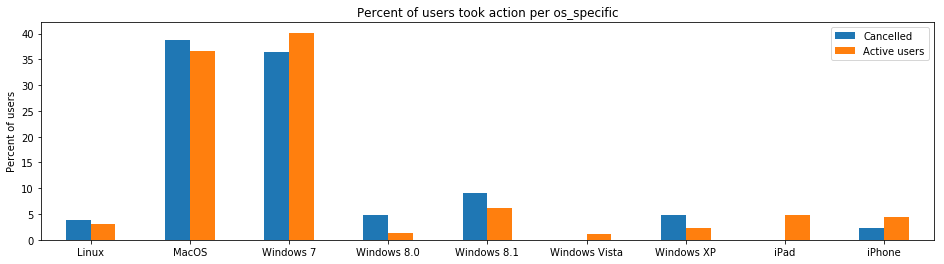 Percent of users took action per os_specific
Cancelled
Active users
Percent of users
40
35
30
25
20
15
10
5
0
Linux
MacOS
Windows 7
Windows 8.0
Windows 8.1
Windows Vista
Windows XP
iPad
iPhone